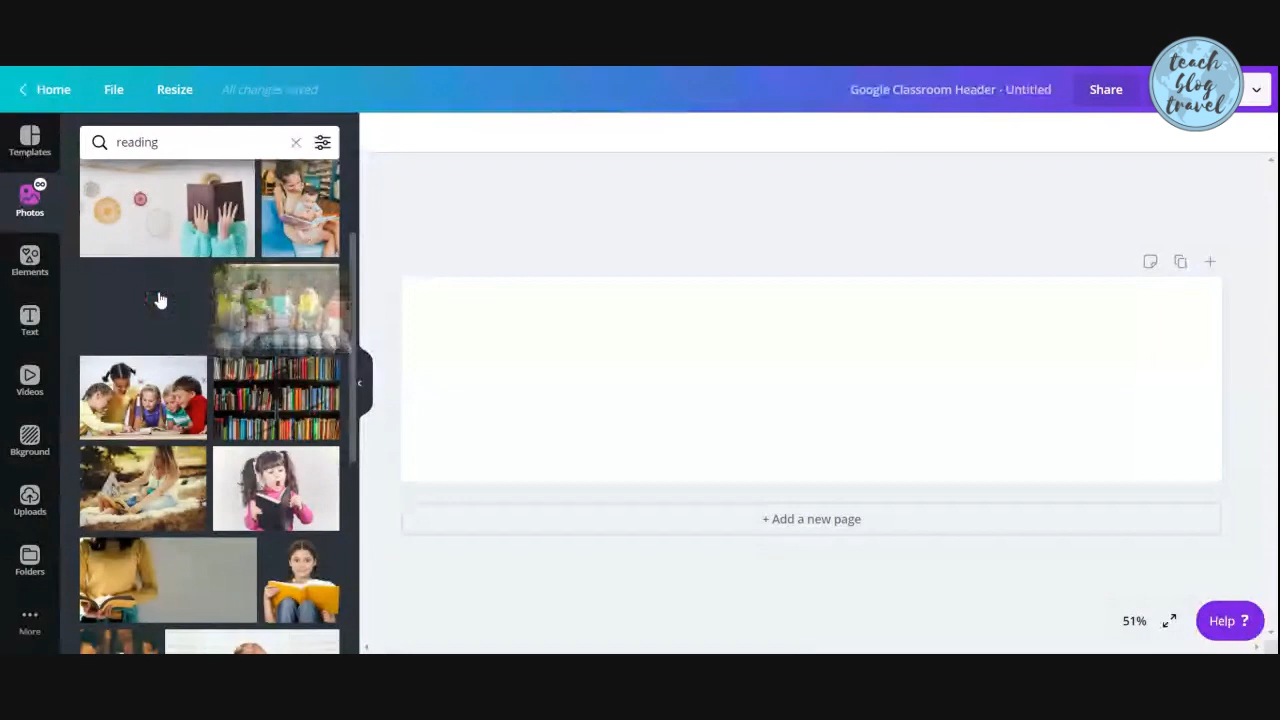 Home
File
Resize
All changes saved
Google Classroom Header - Untitled
Share
teach
blog
travel
Templates
Photos
Elements
Text
Videos
Bkground
Uploads
Folders
More
reading
+ Add a new page
51%
Help ?